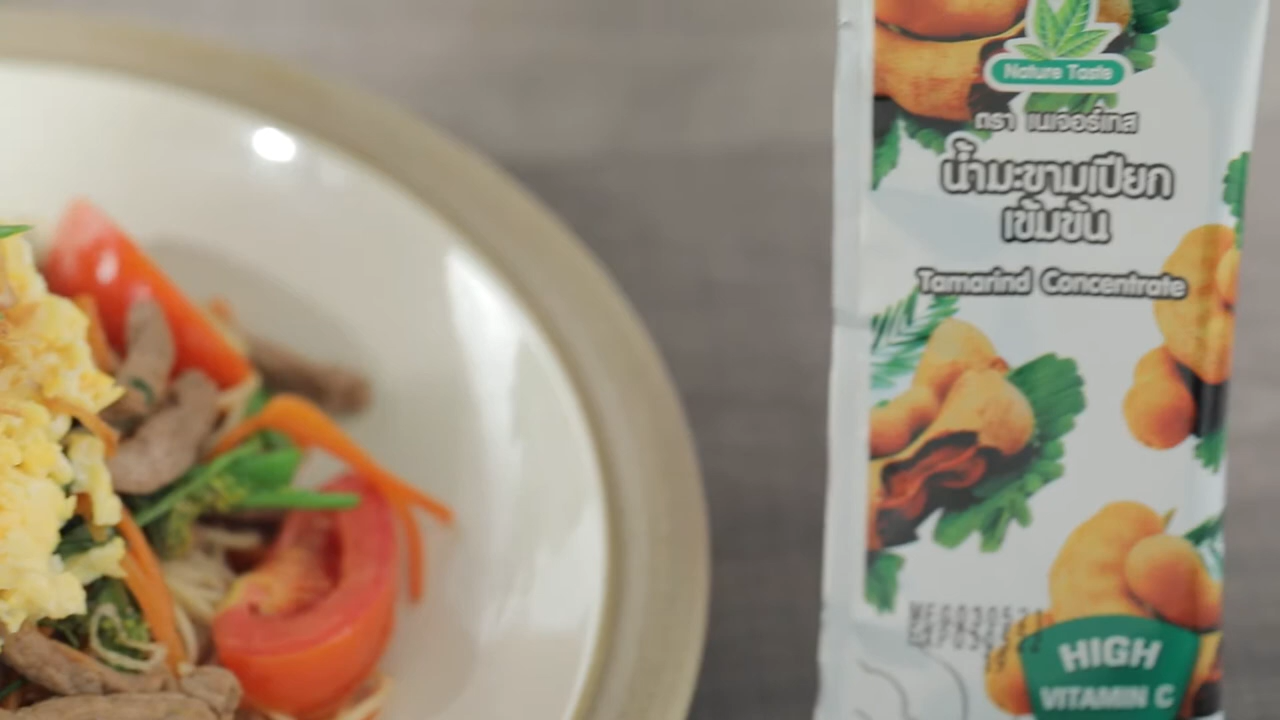 Nature Taste
ตรา เนเจอร์เทส
น้ำมะขามเปียก
เข้มข้น
Tamarind Concentrate
HIGH
VITAMIN C